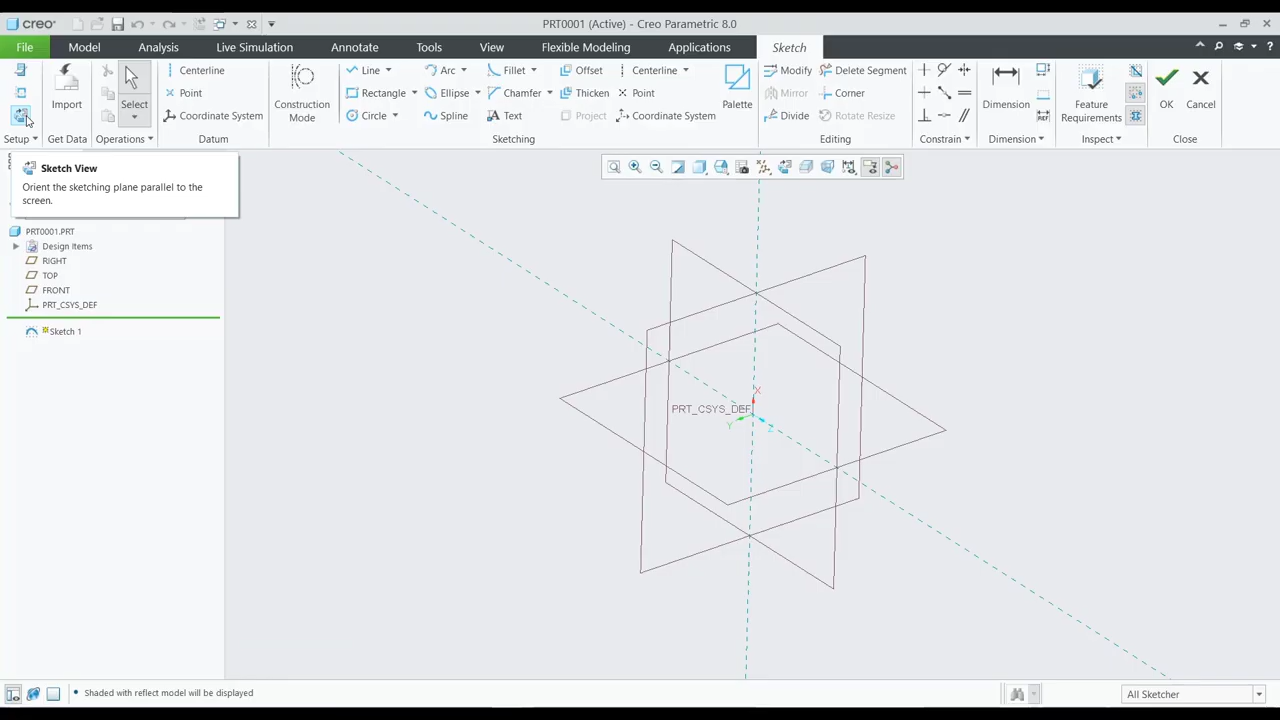 creo
PRT0001 (Active) - Creo Parametric 8.0
File Model Analysis Live Simulation Annotate Tools View Flexible Modeling Applications Sketch
Centerline Line Arc Fillet Offset Centerline Modify Delete Segment
Point Rectangle Ellipse Chamfer Thicken Point Mirror Corner
Coordinate System Circle Spline Text Project Coordinate System Divide Rotate Resize
Import Select Construction Mode Palette Dimension Feature Requirements OK Cancel
Setup Get Data Operations Datum Sketching Editing Constrain Dimension Inspect Close
Sketch View
Orient the sketching plane parallel to the
screen.
PRT0001.PRT
Design Items
RIGHT
TOP
FRONT
PRT_CSYS_DEF
Sketch 1
X
PRT_CSYS_DEF
Y
Z
Shaded with reflect model will be displayed
All Sketcher